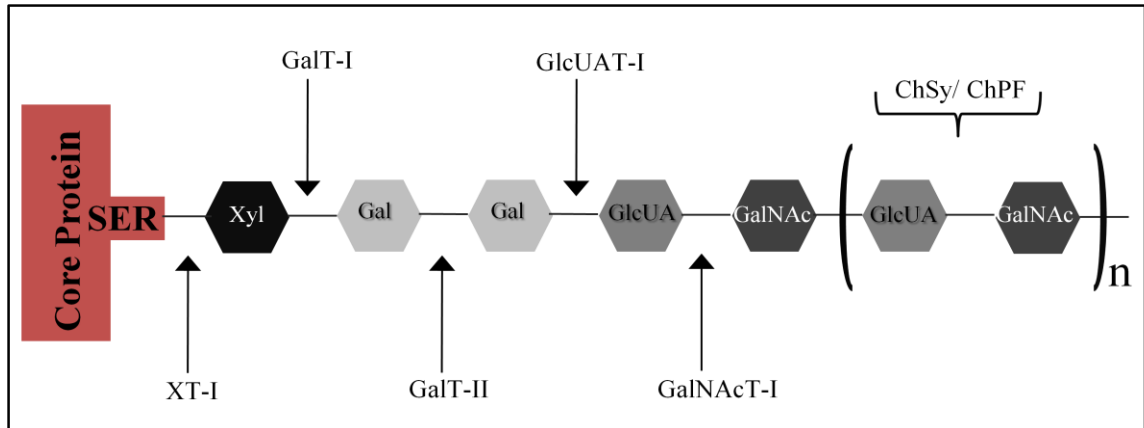 GalT-I
GlcUAT-I
ChSy/ ChPF
Core Protein
SER
Xyl
Gal
Gal
GlcUA
GalNAc
GlcUA
GalNAc
n
XT-I
GalT-II
GalNAcT-I